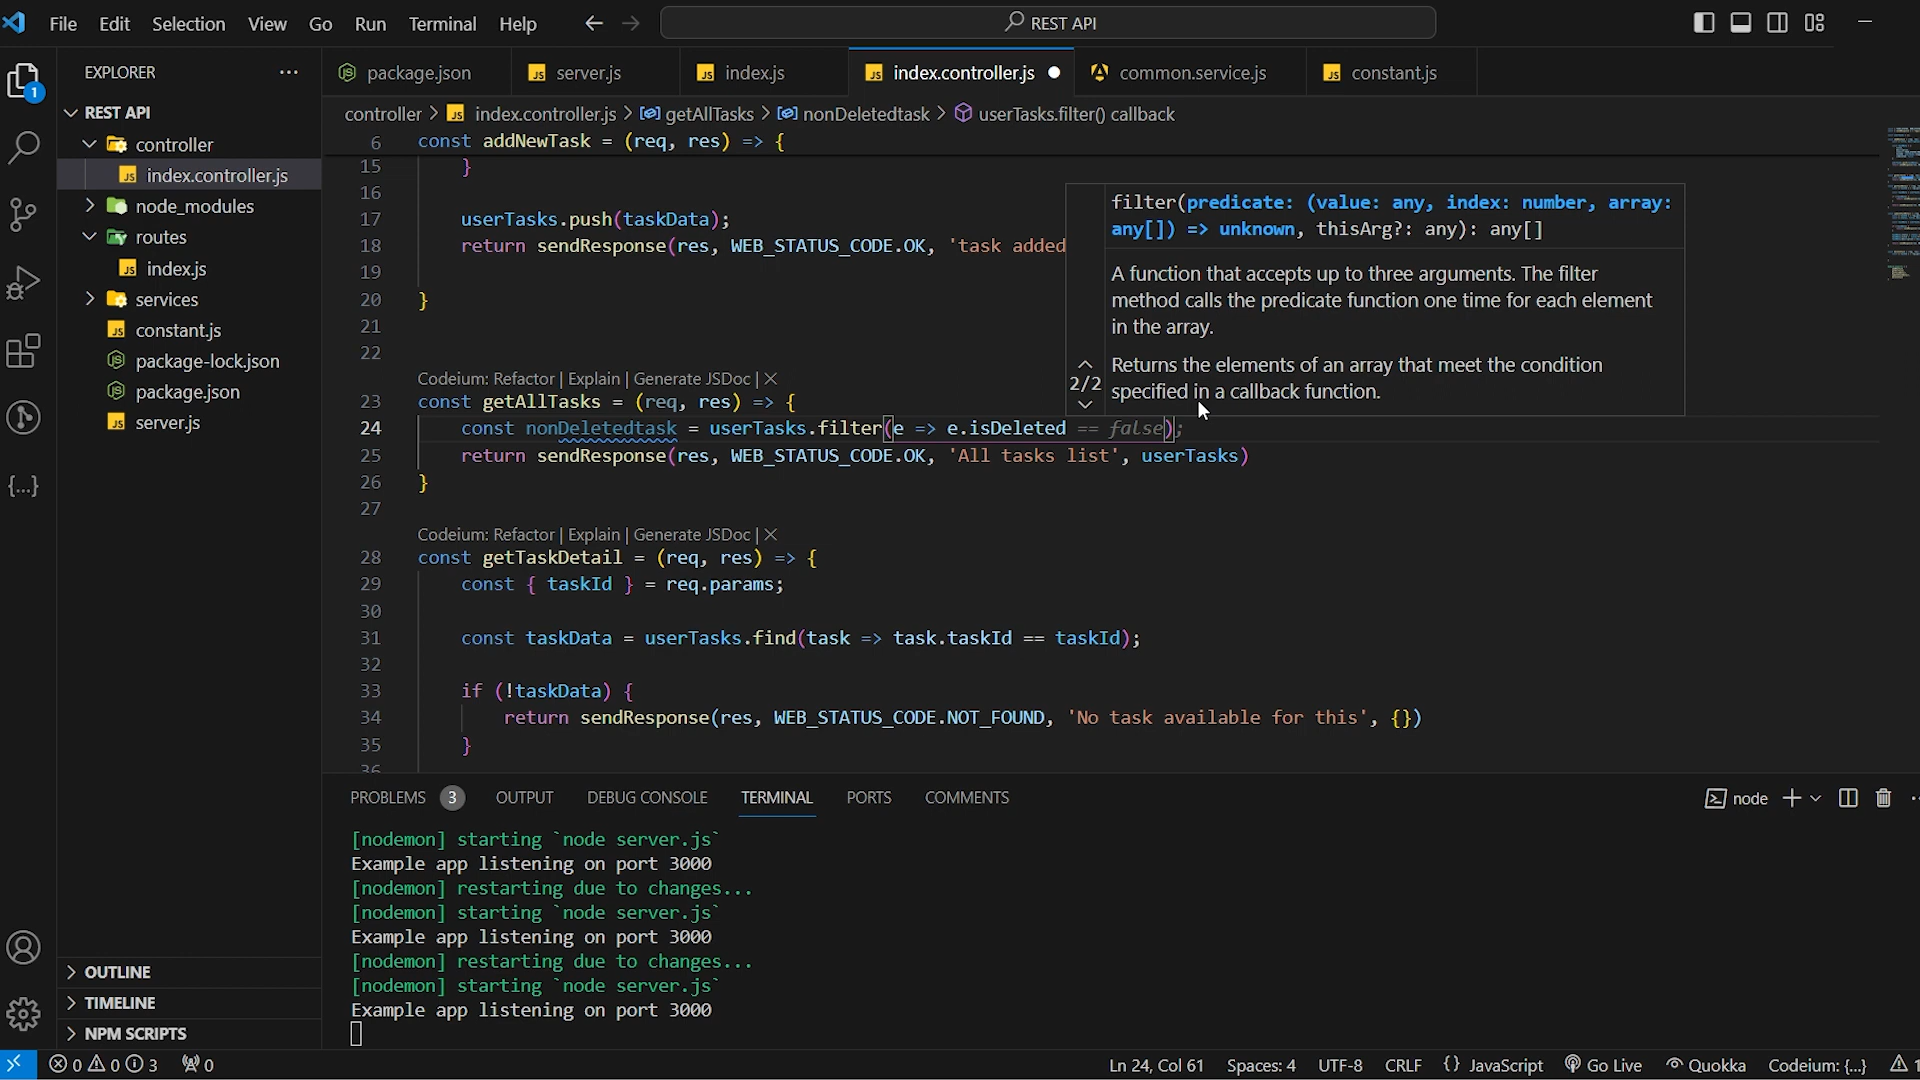 File Edit Selection View Go Run Terminal Help
REST API
EXPLORER
package.json
server.js
index.js
index.controller.js
common.service.js
constant.js
controller > index.controller.js > getAllTasks > nonDeletedtask > userTasks.filter() callback
1
REST API
controller
index.controller.js
node_modules
routes
index.js
services
constant.js
package-lock.json
package.json
server.js
OUTLINE
TIMELINE
NPM SCRIPTS
6 const addNewTask = (req, res) => {
15 }
16
17 userTasks.push(taskData);
18 return sendResponse(res, WEB_STATUS_CODE.OK, 'task added
19
20 }
21
22
filter(predicate: (value: any, index: number, array:
any[]) => unknown, thisArg?: any): any[]
A function that accepts up to three arguments. The filter
method calls the predicate function one time for each element
in the array.
2/2
Returns the elements of an array that meet the condition
specified in a callback function.
Codeium: Refactor | Explain | Generate JSDoc | X
23 const getAllTasks = (req, res) => {
24 const nonDeletedtask = userTasks.filter(e => e.isDeleted == false);
25 return sendResponse(res, WEB_STATUS_CODE.OK, 'All tasks list', userTasks)
26 }
27
Codeium: Refactor | Explain | Generate JSDoc | X
28 const getTaskDetail = (req, res) => {
29 const { taskId } = req.params;
30
31 const taskData = userTasks.find(task => task.taskId == taskId);
32
33 if (!taskData) {
34 return sendResponse(res, WEB_STATUS_CODE.NOT_FOUND, 'No task available for this', {})
35 }
36
PROBLEMS 3 OUTPUT DEBUG CONSOLE TERMINAL PORTS COMMENTS
node
[nodemon] starting `node server.js`
Example app listening on port 3000
[nodemon] restarting due to changes...
[nodemon] starting `node server.js`
Example app listening on port 3000
[nodemon] restarting due to changes...
[nodemon] starting `node server.js`
Example app listening on port 3000
0 0 3 0
Ln 24, Col 61 Spaces: 4 UTF-8 CRLF {} JavaScript Go Live Quokka Codeium: {...} 1